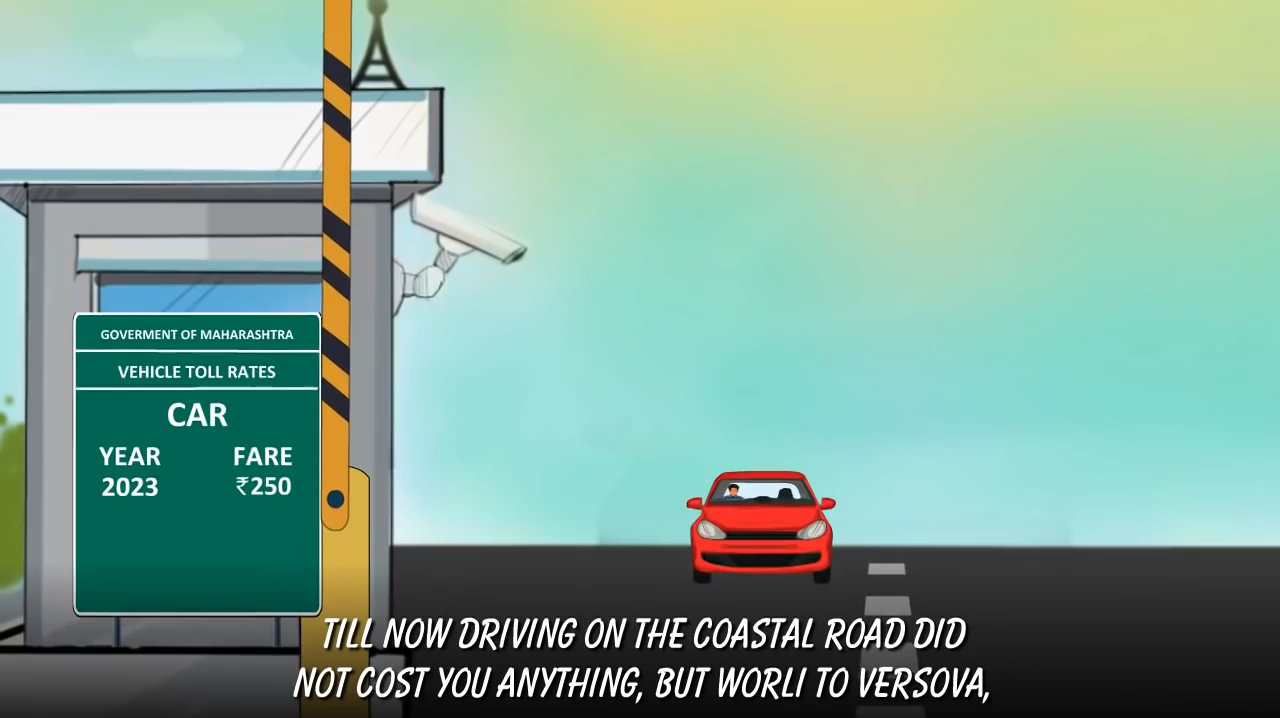 GOVERMENT OF MAHARASHTRA
VEHICLE TOLL RATES
CAR
YEAR FARE
2023 ₹250
TILL NOW DRIVING ON THE COASTAL ROAD DID
NOT COST YOU ANYTHING, BUT WORLI TO VERSOVA,